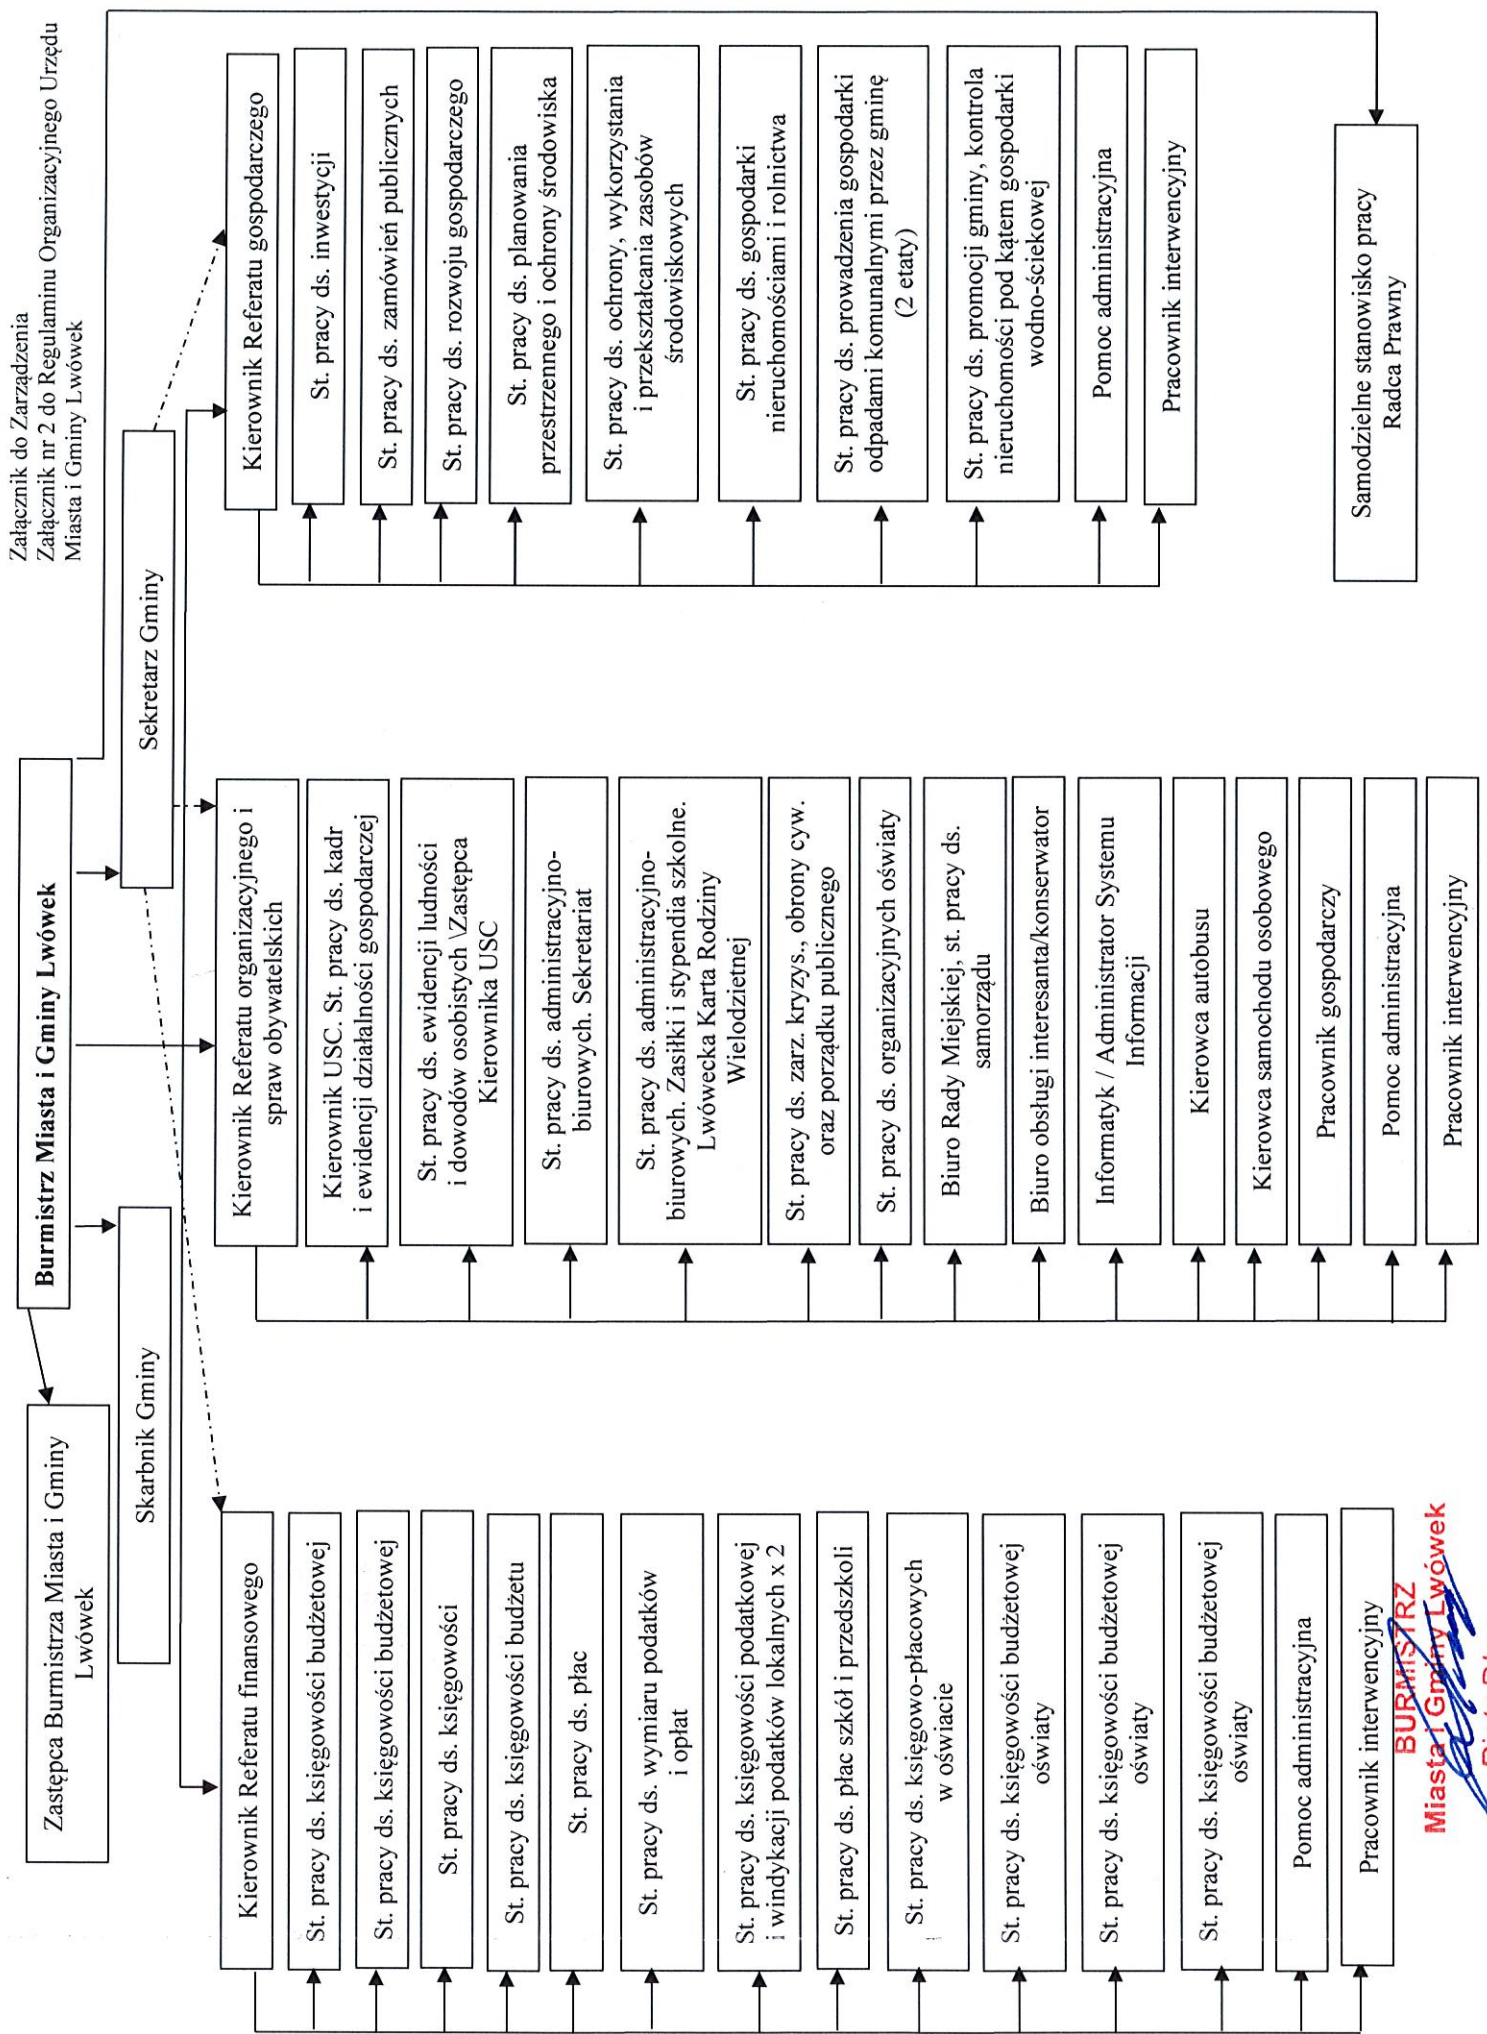 Załącznik do Zarządzenia
Załącznik nr 2 do Regulaminu Organizacyjnego Urzędu
Miasta i Gminy Lwówek
Burmistrz Miasta i Gminy Lwówek
Zastępca Burmistrza Miasta i Gminy
Lwówek
Skarbnik Gminy
Sekretarz Gminy
Kierownik Referatu finansowego
St. pracy ds. księgowości budżetowej
St. pracy ds. księgowości budżetowej
St. pracy ds. księgowości
St. pracy ds. księgowości budżetu
St. pracy ds. płac
St. pracy ds. wymiaru podatków
i opłat
St. pracy ds. księgowości podatkowej
i windykacji podatków lokalnych x 2
St. pracy ds. płac szkół i przedszkoli
St. pracy ds. księgowo-płacowych
w oświacie
St. pracy ds. księgowości budżetowej
oświaty
St. pracy ds. księgowości budżetowej
oświaty
St. pracy ds. księgowości budżetowej
oświaty
Pomoc administracyjna
Pracownik interwencyjny
Kierownik Referatu organizacyjnego i
spraw obywatelskich
Kierownik USC. St. pracy ds. kadr
i ewidencji działalności gospodarczej
St. pracy ds. ewidencji ludności
i dowodów osobistych \Zastępca
Kierownika USC
St. pracy ds. administracyjno-
biurowych. Sekretariat
St. pracy ds. administracyjno-
biurowych. Zasiłki i stypendia szkolne.
Lwówecka Karta Rodziny
Wielodzietnej
St. pracy ds. zarz. kryzys., obrony cyw.
oraz porządku publicznego
St. pracy ds. organizacyjnych oświaty
Biuro Rady Miejskiej, st. pracy ds.
samorządu
Biuro obsługi interesanta/konserwator
Informatyk / Administrator Systemu
Informacji
Kierowca autobusu
Kierowca samochodu osobowego
Pracownik gospodarczy
Pomoc administracyjna
Pracownik interwencyjny
Kierownik Referatu gospodarczego
St. pracy ds. inwestycji
St. pracy ds. zamówień publicznych
St. pracy ds. rozwoju gospodarczego
St. pracy ds. planowania
przestrzennego i ochrony środowiska
St. pracy ds. ochrony, wykorzystania
i przekształcania zasobów
środowiskowych
St. pracy ds. gospodarki
nieruchomościami i rolnictwa
St. pracy ds. prowadzenia gospodarki
odpadami komunalnymi przez gminę
(2 etaty)
St. pracy ds. promocji gminy, kontrola
nieruchomości pod kątem gospodarki
wodno-ściekowej
Pomoc administracyjna
Pracownik interwencyjny
Samodzielne stanowisko pracy
Radca Prawny
BURMISTRZ
Miasta i Gminy Lwówek